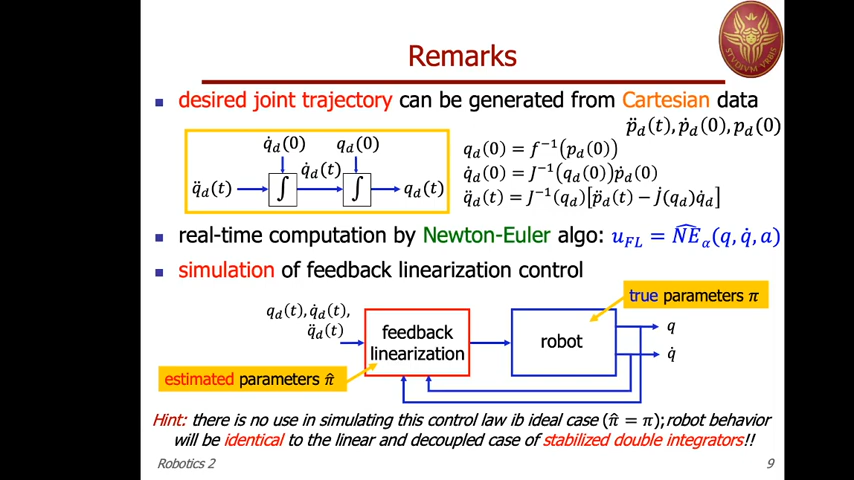 Remarks
STVDIVM VRBIS
desired joint trajectory can be generated from Cartesian data
p̈_d(t), ṗ_d(0), p_d(0)
q̇_d(0) q_d(0)
q̈_d(t) ∫ q̇_d(t) ∫ q_d(t)
q_d(0) = f⁻¹(p_d(0))
q̇_d(0) = J⁻¹(q_d(0))ṗ_d(0)
q̈_d(t) = J⁻¹(q_d)[p̈_d(t) − J̇(q_d)q̇_d]
real-time computation by Newton-Euler algo: u_FL = N̂E_α(q, q̇, a)
simulation of feedback linearization control
true parameters π
q_d(t), q̇_d(t),
q̈_d(t)
feedback
linearization
robot
q
q̇
estimated parameters π̂
Hint: there is no use in simulating this control law ib ideal case (π̂ = π); robot behavior
will be identical to the linear and decoupled case of stabilized double integrators!!
Robotics 2
9